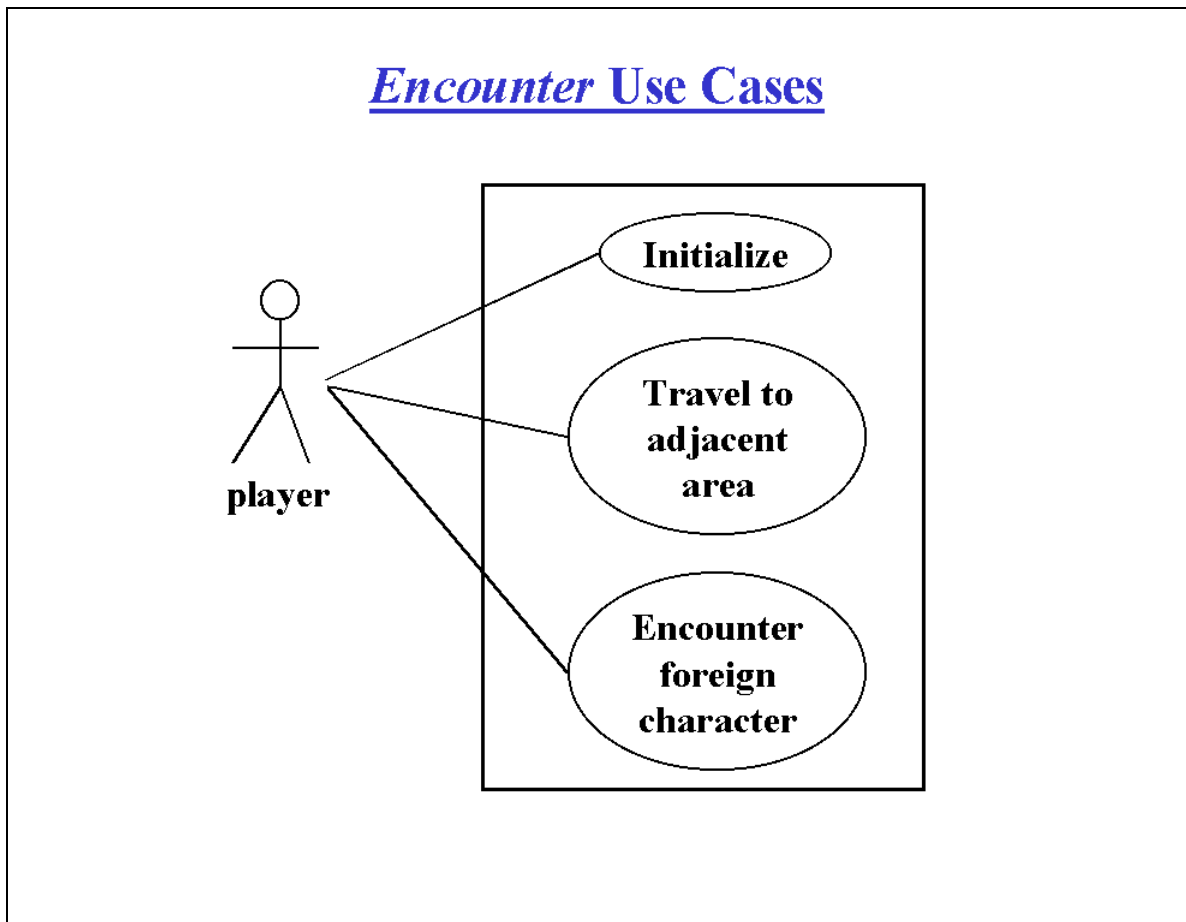 Encounter Use Cases
Initialize
player
Travel to
adjacent
area
Encounter
foreign
character